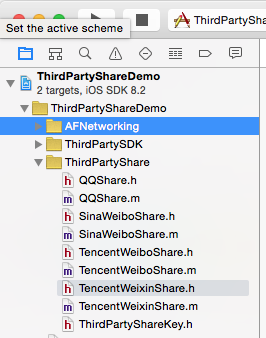 ThirdPartySha
Set the active scheme
ThirdPartyShareDemo
2 targets, iOS SDK 8.2
ThirdPartyShareDemo
AFNetworking
ThirdPartySDK
ThirdPartyShare
h QQShare.h
m QQShare.m
h SinaWeiboShare.h
m SinaWeiboShare.m
h TencentWeiboShare.h
m TencentWeiboShare.m
h TencentWeixinShare.h
m TencentWeixinShare.m
h ThirdPartyShareKey.h